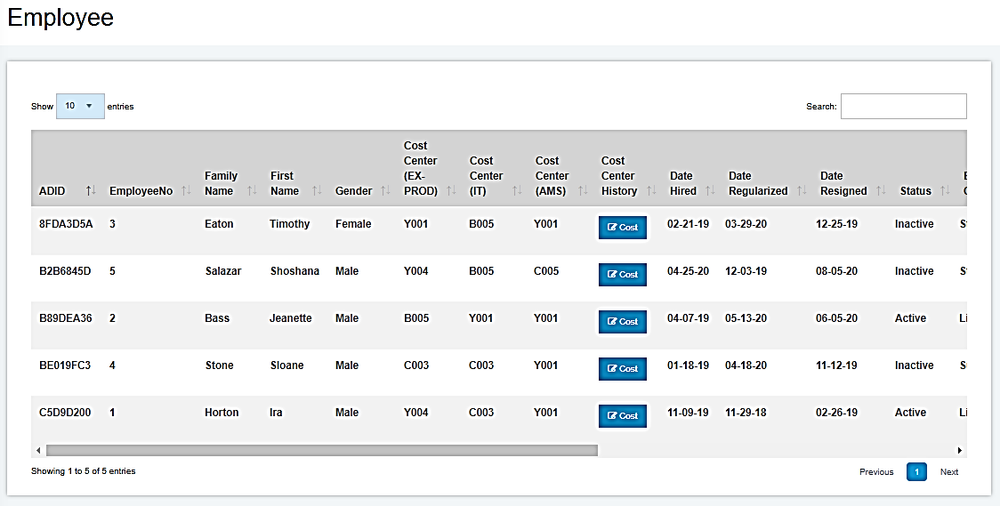 Employee
Show 10 entries Search:
ADID EmployeeNo Family Name First Name Gender Cost Center (EX-PROD) Cost Center (IT) Cost Center (AMS) Cost Center History Date Hired Date Regularized Date Resigned Status
8FDA3D5A 3 Eaton Timothy Female Y001 B005 Y001 Cost 02-21-19 03-29-20 12-25-19 Inactive
B2B6845D 5 Salazar Shoshana Male Y004 B005 C005 Cost 04-25-20 12-03-19 08-05-20 Inactive
B89DEA36 2 Bass Jeanette Male B005 Y001 Y001 Cost 04-07-19 05-13-20 06-05-20 Active Li
BE019FC3 4 Stone Sloane Male C003 C003 Y001 Cost 01-18-19 04-18-20 11-12-19 Inactive
C5D9D200 1 Horton Ira Male Y004 C003 Y001 Cost 11-09-19 11-29-18 02-26-19 Active Li
Showing 1 to 5 of 5 entries Previous 1 Next